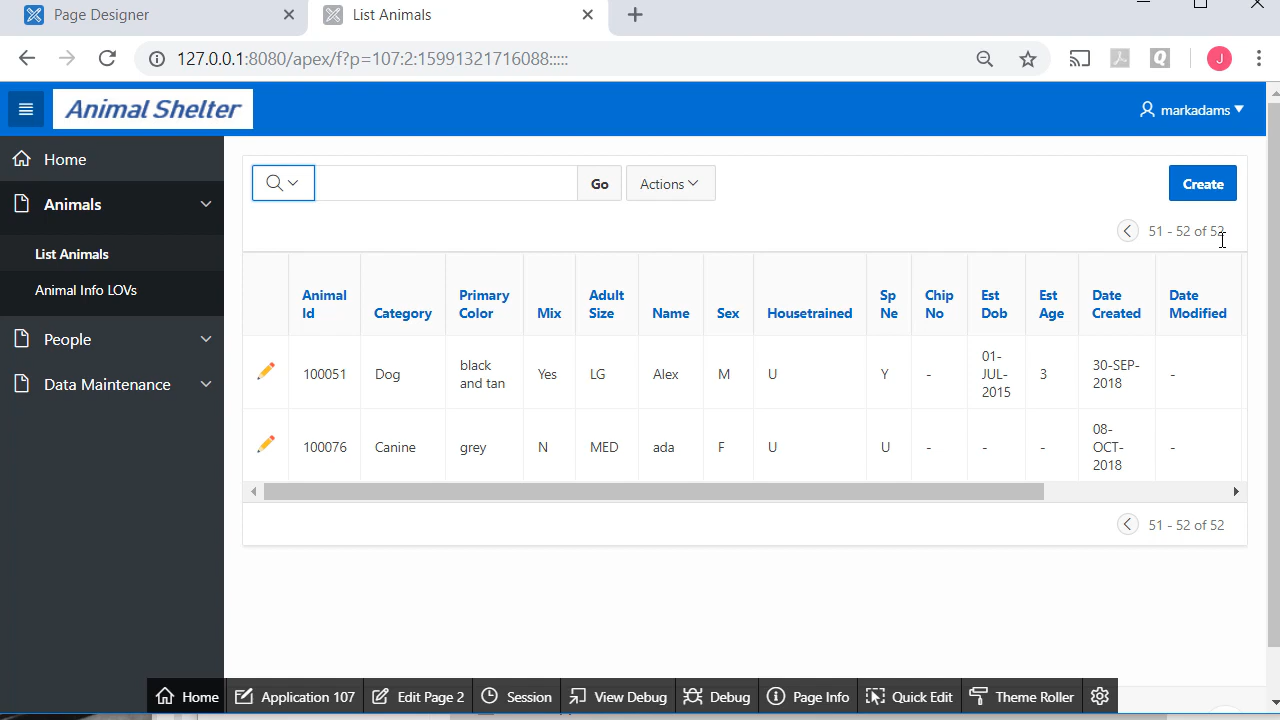 Page Designer
List Animals
127.0.0.1:8080/apex/f?p=107:2:15991321716088:::::
J
Animal Shelter
markadams
Home
Animals
List Animals
Animal Info LOVs
People
Data Maintenance
Go
Actions
Create
51 - 52 of 52
Animal Id Category Primary Color Mix Adult Size Name Sex Housetrained Sp Ne Chip No Est Dob Est Age Date Created Date Modified
100051 Dog black and tan Yes LG Alex M U Y - 01-JUL-2015 3 30-SEP-2018 -
100076 Canine grey N MED ada F U U - - - 08-OCT-2018 -
51 - 52 of 52
Home Application 107 Edit Page 2 Session View Debug Debug Page Info Quick Edit Theme Roller